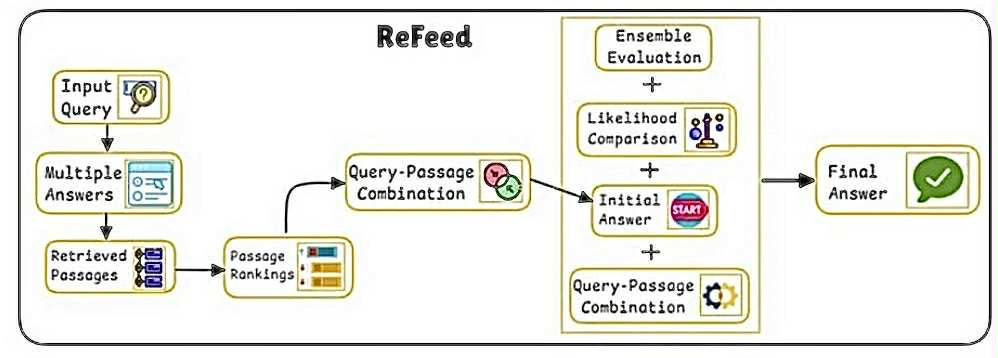 ReFeed
Input
Query
Multiple
Answers
Retrieved
Passages
Passage
Rankings
Query-Passage
Combination
Ensemble
Evaluation
+
Likelihood
Comparison
+
Initial
Answer
START
+
Query-Passage
Combination
Final
Answer